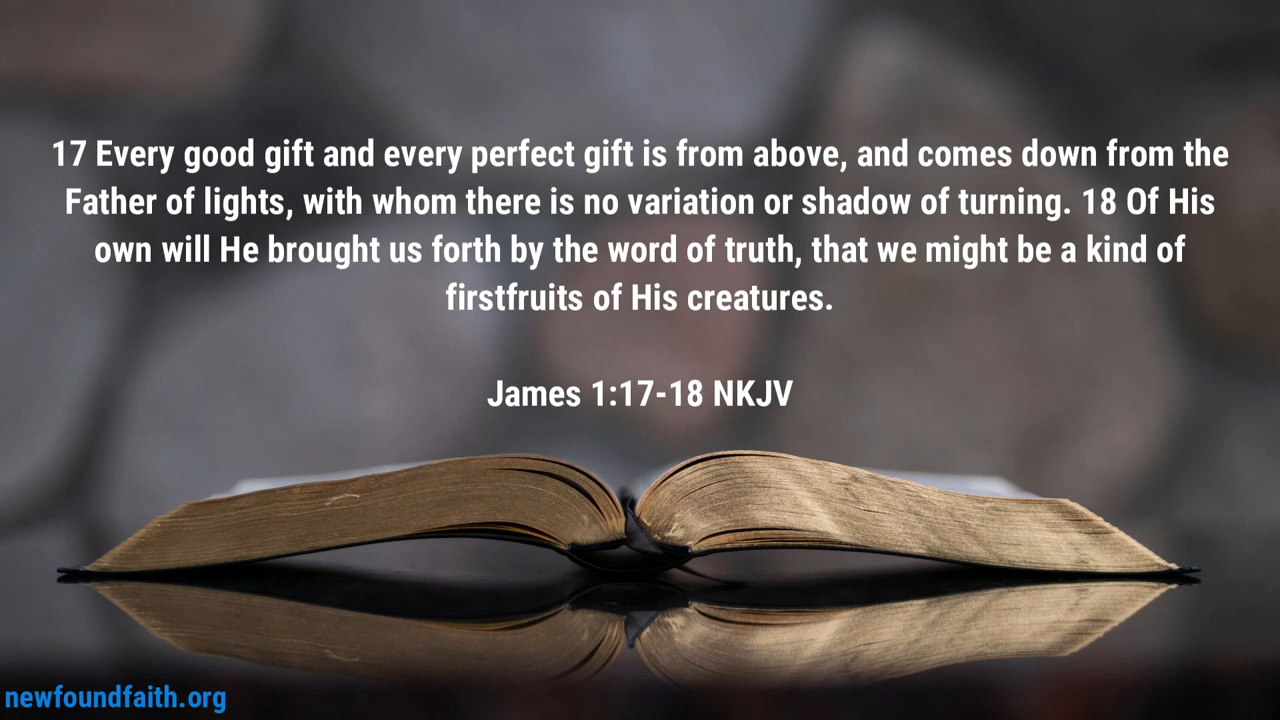 17 Every good gift and every perfect gift is from above, and comes down from the
Father of lights, with whom there is no variation or shadow of turning. 18 Of His
own will He brought us forth by the word of truth, that we might be a kind of
firstfruits of His creatures.
James 1:17-18 NKJV
newfoundfaith.org